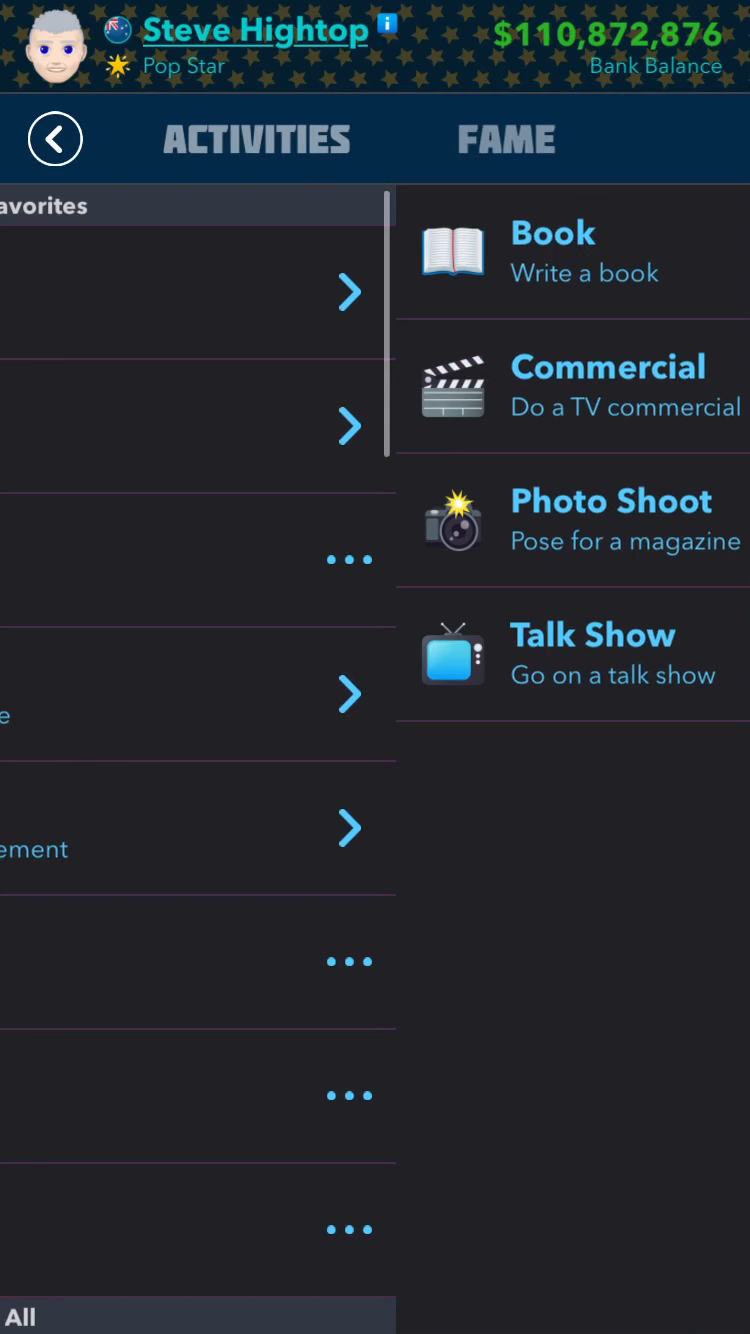 Steve Hightop
$110,872,876
Pop Star
Bank Balance
ACTIVITIES
FAME
avorites
Book
Write a book
Commercial
Do a TV commercial
Photo Shoot
Pose for a magazine
Talk Show
Go on a talk show
e
ement
All